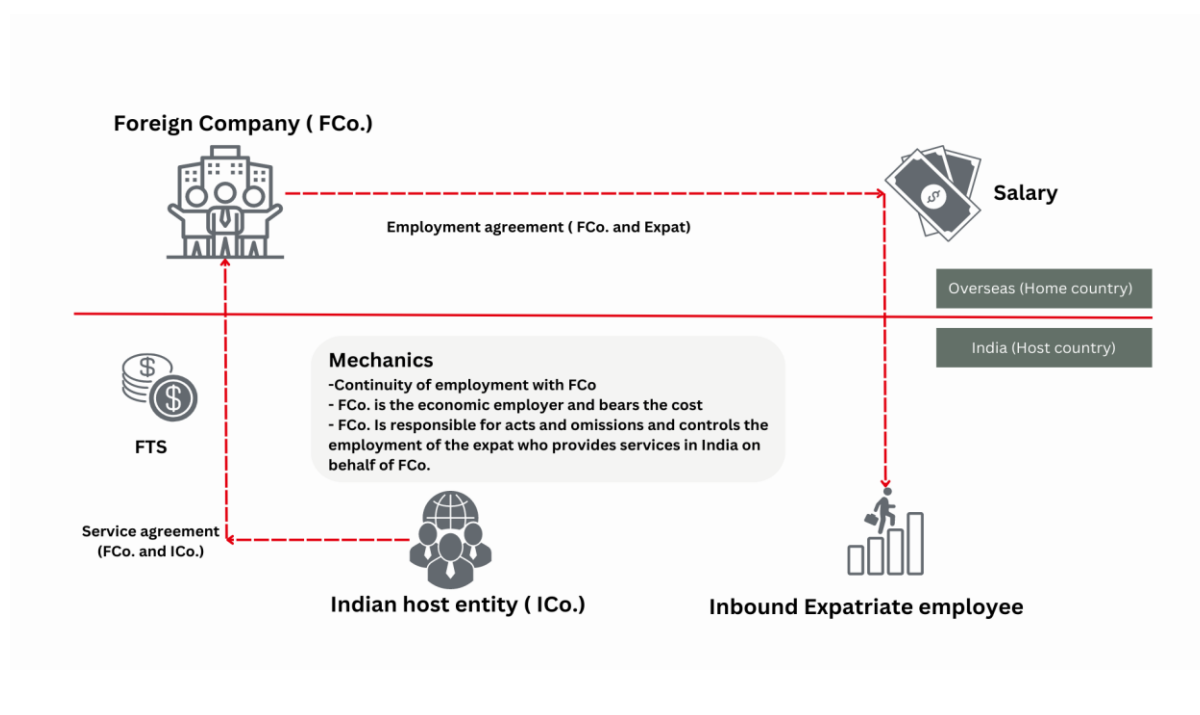 Foreign Company ( FCo.)
Salary
Employment agreement ( FCo. and Expat)
Overseas (Home country)
India (Host country)
Mechanics
-Continuity of employment with FCo
- FCo. is the economic employer and bears the cost
- FCo. Is responsible for acts and omissions and controls the
employment of the expat who provides services in India on
behalf of FCo.
FTS
Service agreement
(FCo. and ICo.)
Indian host entity ( ICo.)
Inbound Expatriate employee